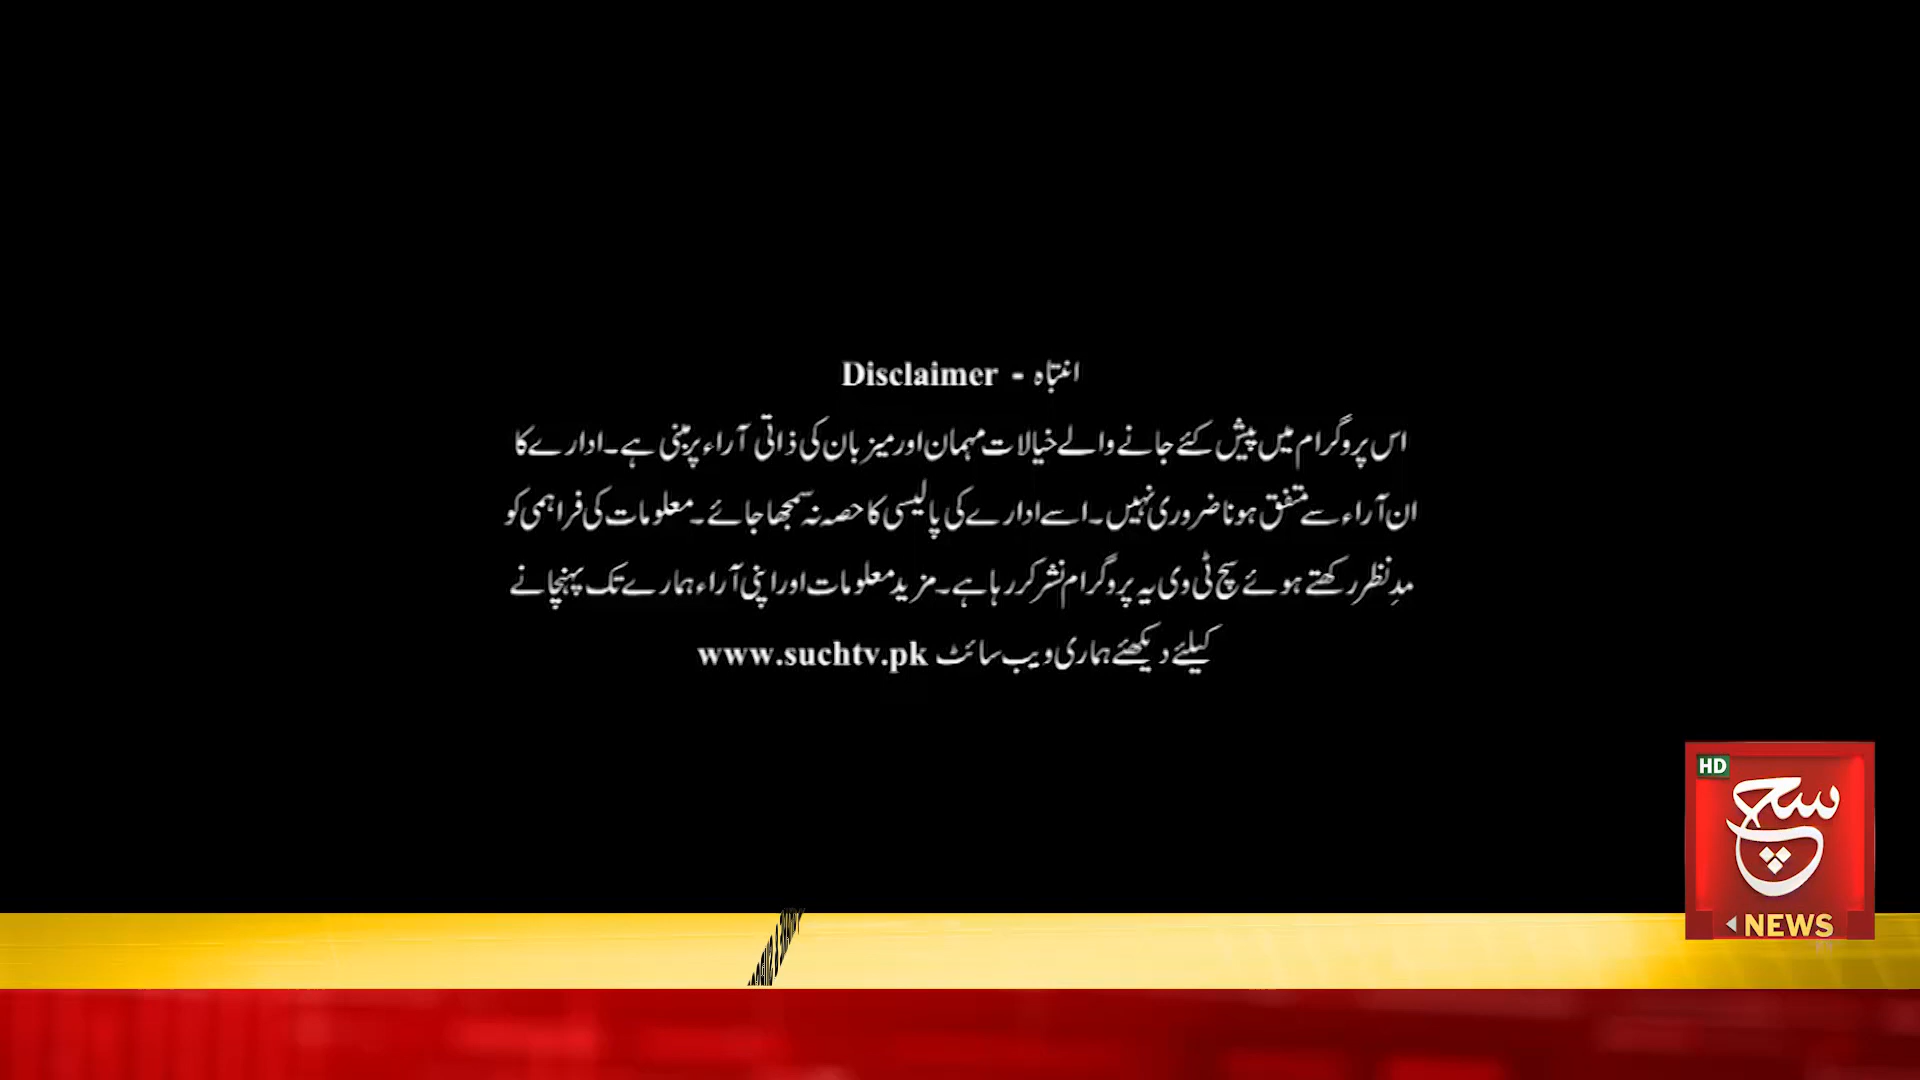 انتباہ - Disclaimer
اس پروگرام میں پیش کئے جانے والے خیالات مہمان اور میزبان کی ذاتی آراء پر مبنی ہے۔ ادارے کا
ان آراء سے متفق ہونا ضروری نہیں۔ اسے ادارے کی پالیسی کا حصہ نہ سمجھا جائے۔ معلومات کی فراہمی کو
مدِنظر رکھتے ہوئے سچ ٹی وی یہ پروگرام نشر کر رہا ہے۔ مزید معلومات اور اپنی آراء ہمارے تک پہنچانے
کیلئے دیکھئے ہماری ویب سائٹ www.suchtv.pk
HD
سچ
NEWS